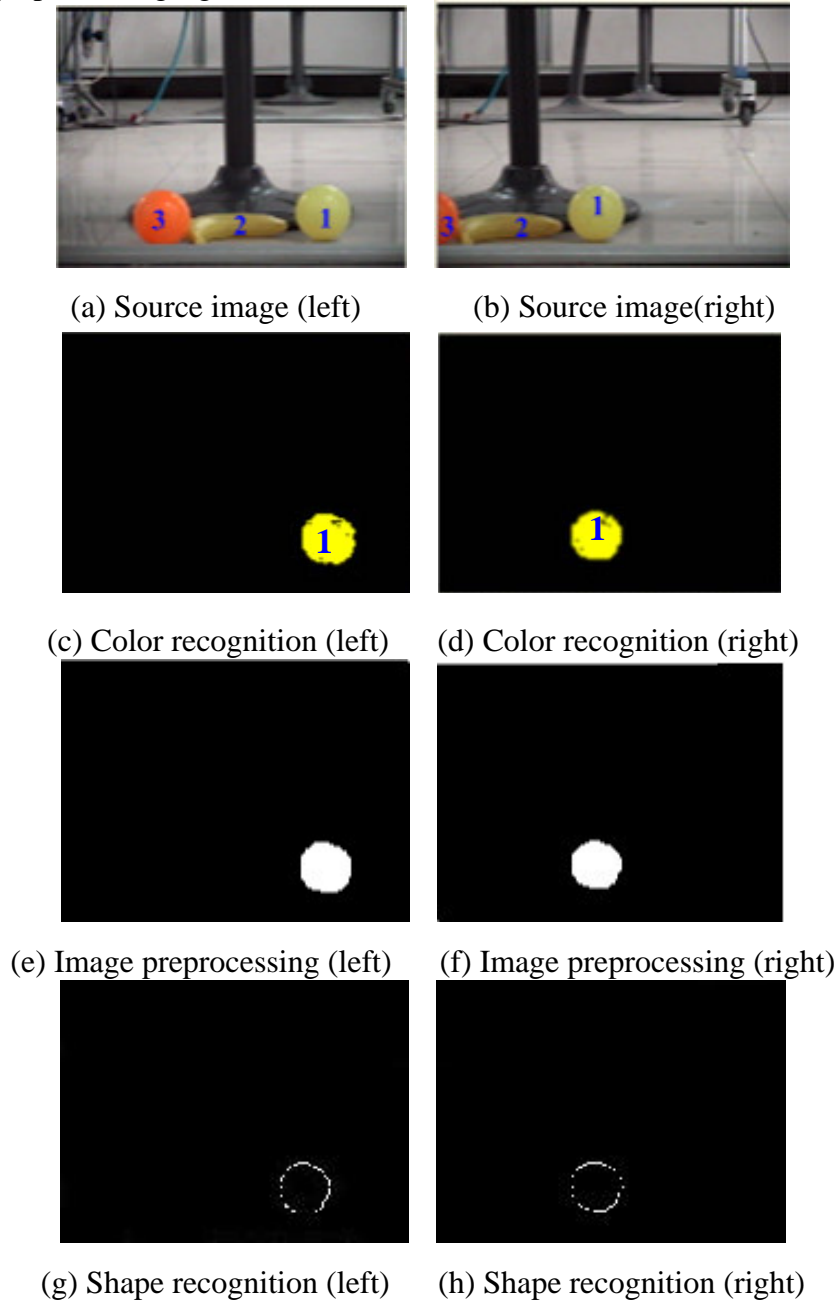 3 2 1
3 2 1
(a) Source image (left) (b) Source image(right)
1 1
(c) Color recognition (left) (d) Color recognition (right)
(e) Image preprocessing (left) (f) Image preprocessing (right)
(g) Shape recognition (left) (h) Shape recognition (right)